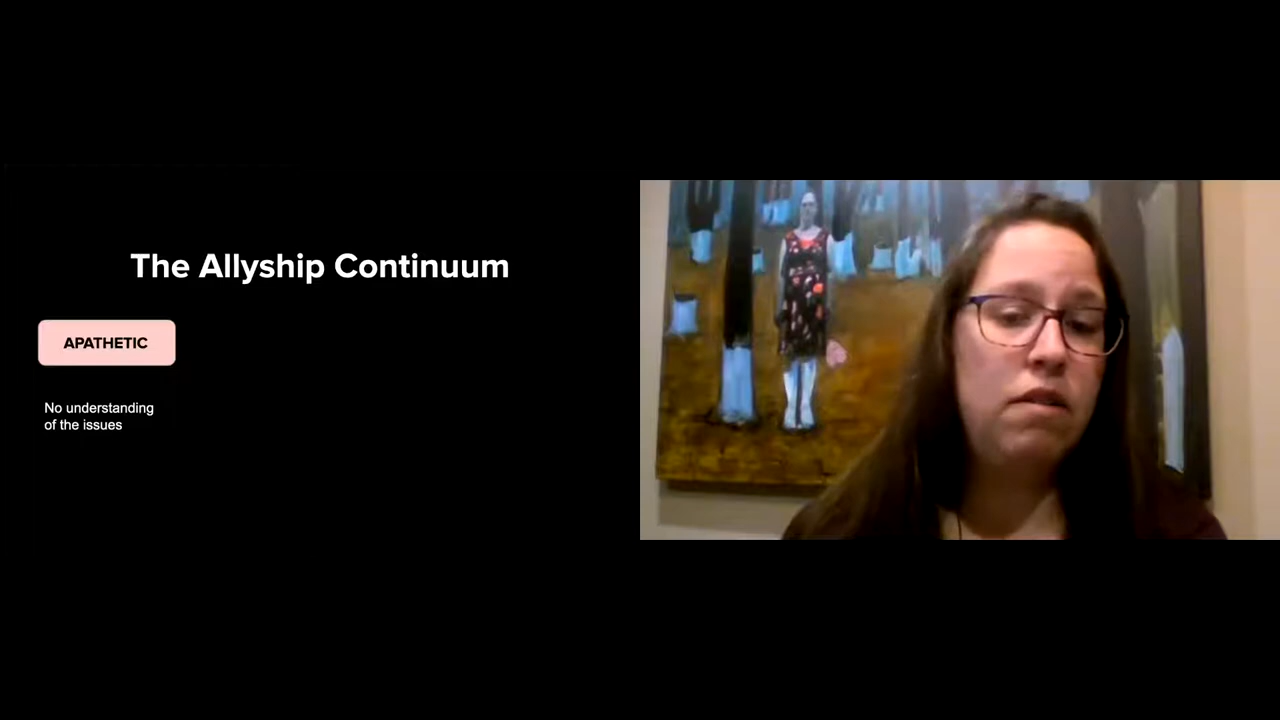 The Allyship Continuum
APATHETIC
No understanding
of the issues